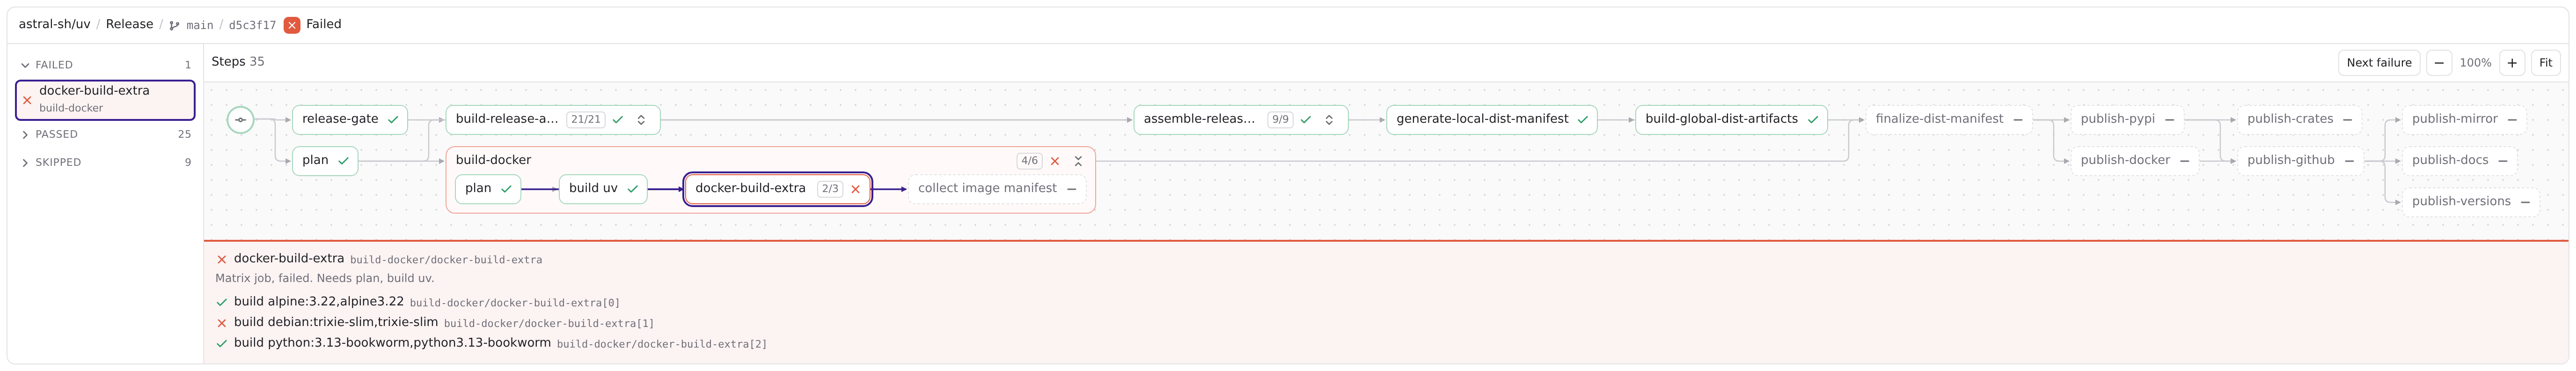 astral-sh/uv / Release / main / d5c3f17 Failed
FAILED 1
docker-build-extra
build-docker
PASSED 25
SKIPPED 9
Steps 35
Next failure − 100% + Fit
release-gate
plan
build-release-a... 21/21
build-docker 4/6
plan
build uv
docker-build-extra 2/3
collect image manifest
assemble-releas... 9/9
generate-local-dist-manifest
build-global-dist-artifacts
finalize-dist-manifest
publish-pypi
publish-docker
publish-crates
publish-github
publish-mirror
publish-docs
publish-versions
docker-build-extra build-docker/docker-build-extra
Matrix job, failed. Needs plan, build uv.
build alpine:3.22,alpine3.22 build-docker/docker-build-extra[0]
build debian:trixie-slim,trixie-slim build-docker/docker-build-extra[1]
build python:3.13-bookworm,python3.13-bookworm build-docker/docker-build-extra[2]